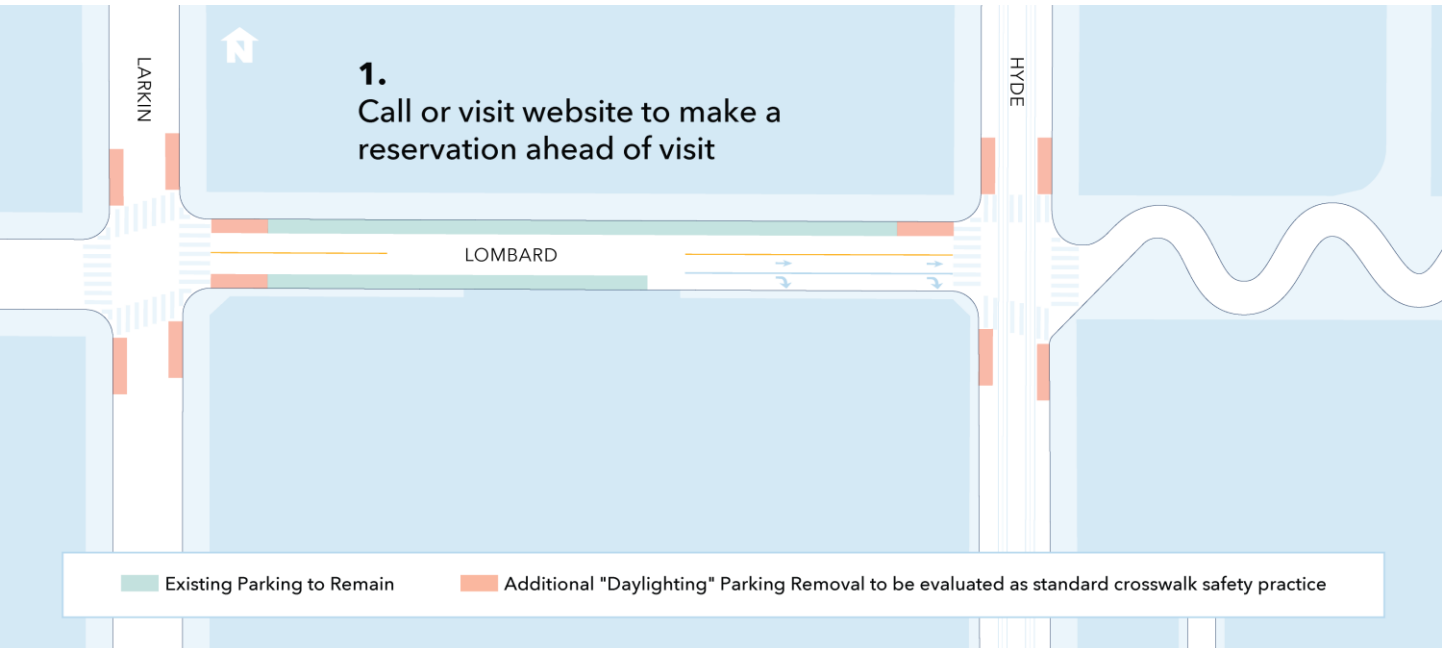 N
1.
Call or visit website to make a
reservation ahead of visit
LARKIN
HYDE
LOMBARD
Existing Parking to Remain
Additional "Daylighting" Parking Removal to be evaluated as standard crosswalk safety practice